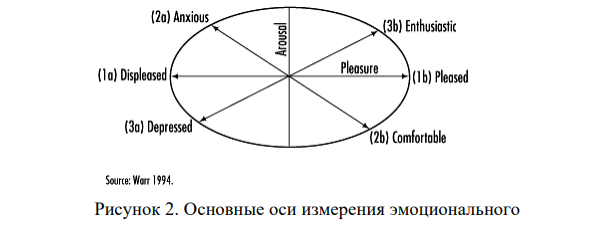 (2a) Anxious
Arousal
(3b) Enthusiastic
(1a) Displeased
Pleasure
(1b) Pleased
(3a) Depressed
(2b) Comfortable
Source: Warr 1994.
Рисунок 2. Основные оси измерения эмоционального